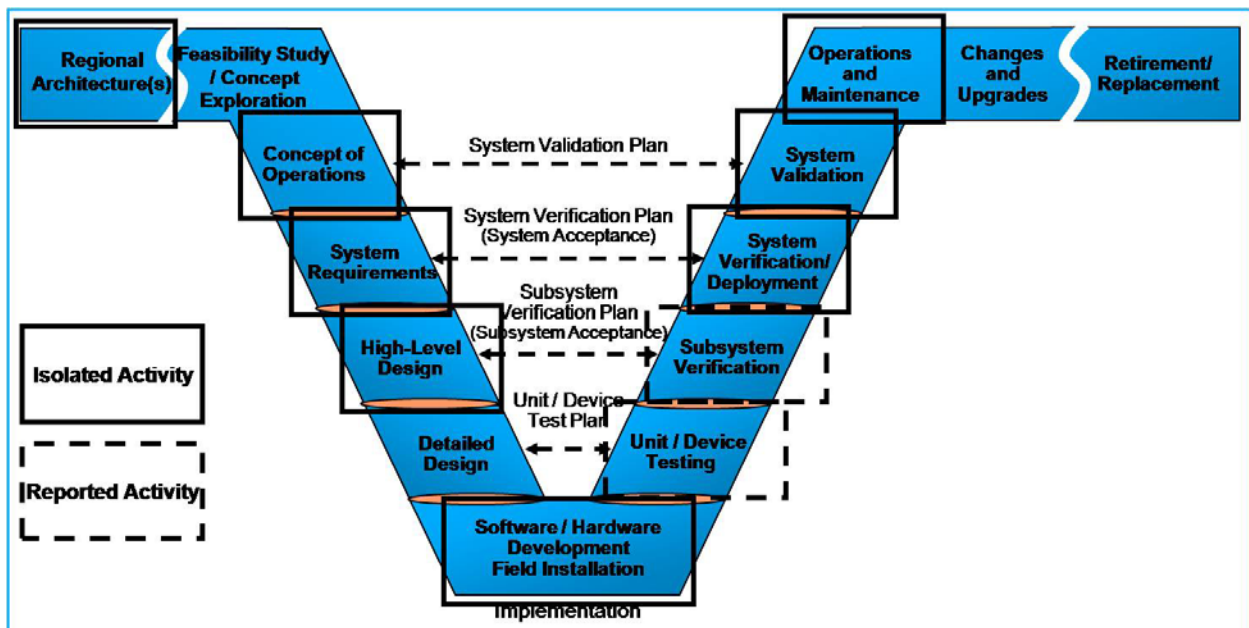 Regional
Architecture(s)
Feasibility Study
/ Concept
Exploration
Operations
and
Maintenance
Changes
and
Upgrades
Retirement/
Replacement
Concept of
Operations
System Validation Plan
System
Validation
System
Requirements
System Verification Plan
(System Acceptance)
System
Verification/
Deployment
High-Level
Design
Subsystem
Verification Plan
(Subsystem Acceptance)
Subsystem
Verification
Isolated Activity
Detailed
Design
Unit / Device
Test Plan
Unit / Device
Testing
Reported Activity
Software / Hardware
Development
Field Installation
Implementation